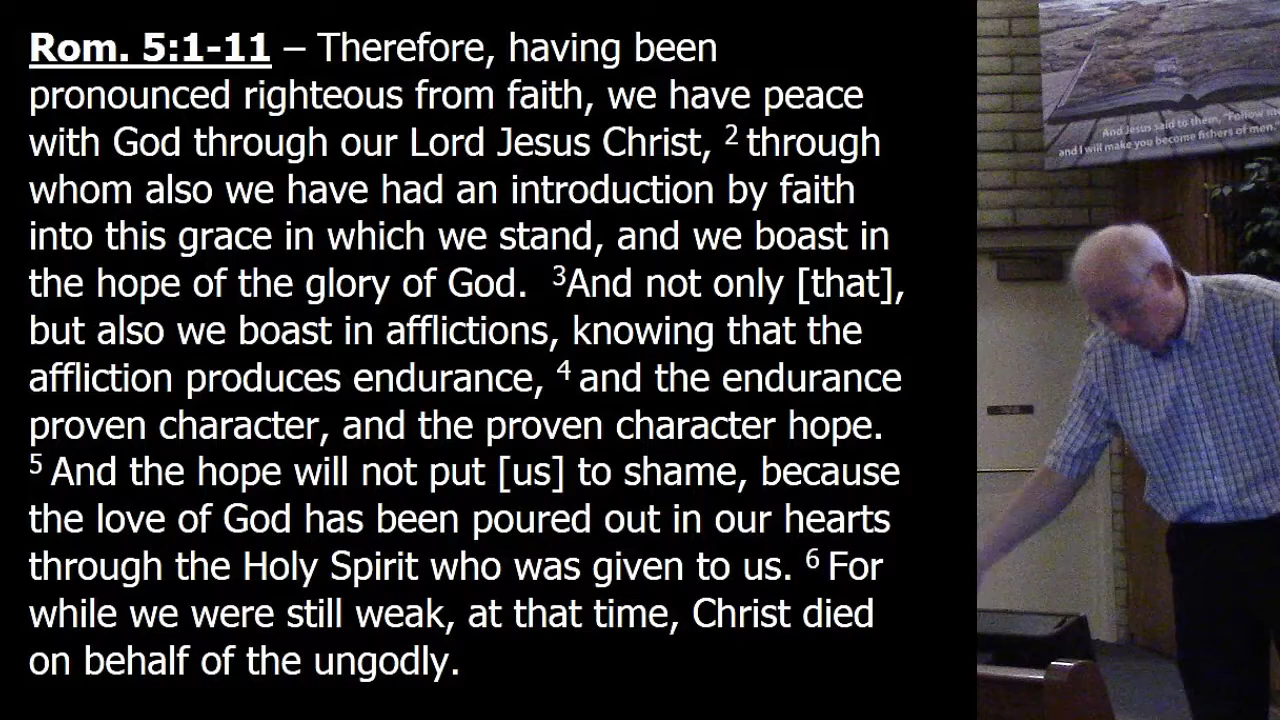 Rom. 5:1-11 – Therefore, having been
pronounced righteous from faith, we have peace
with God through our Lord Jesus Christ, ² through
whom also we have had an introduction by faith
into this grace in which we stand, and we boast in
the hope of the glory of God. ³And not only [that],
but also we boast in afflictions, knowing that the
affliction produces endurance, ⁴ and the endurance
proven character, and the proven character hope.
⁵ And the hope will not put [us] to shame, because
the love of God has been poured out in our hearts
through the Holy Spirit who was given to us. ⁶ For
while we were still weak, at that time, Christ died
on behalf of the ungodly.
And Jesus said to them, "Follow me
and I will make you become fishers of men.